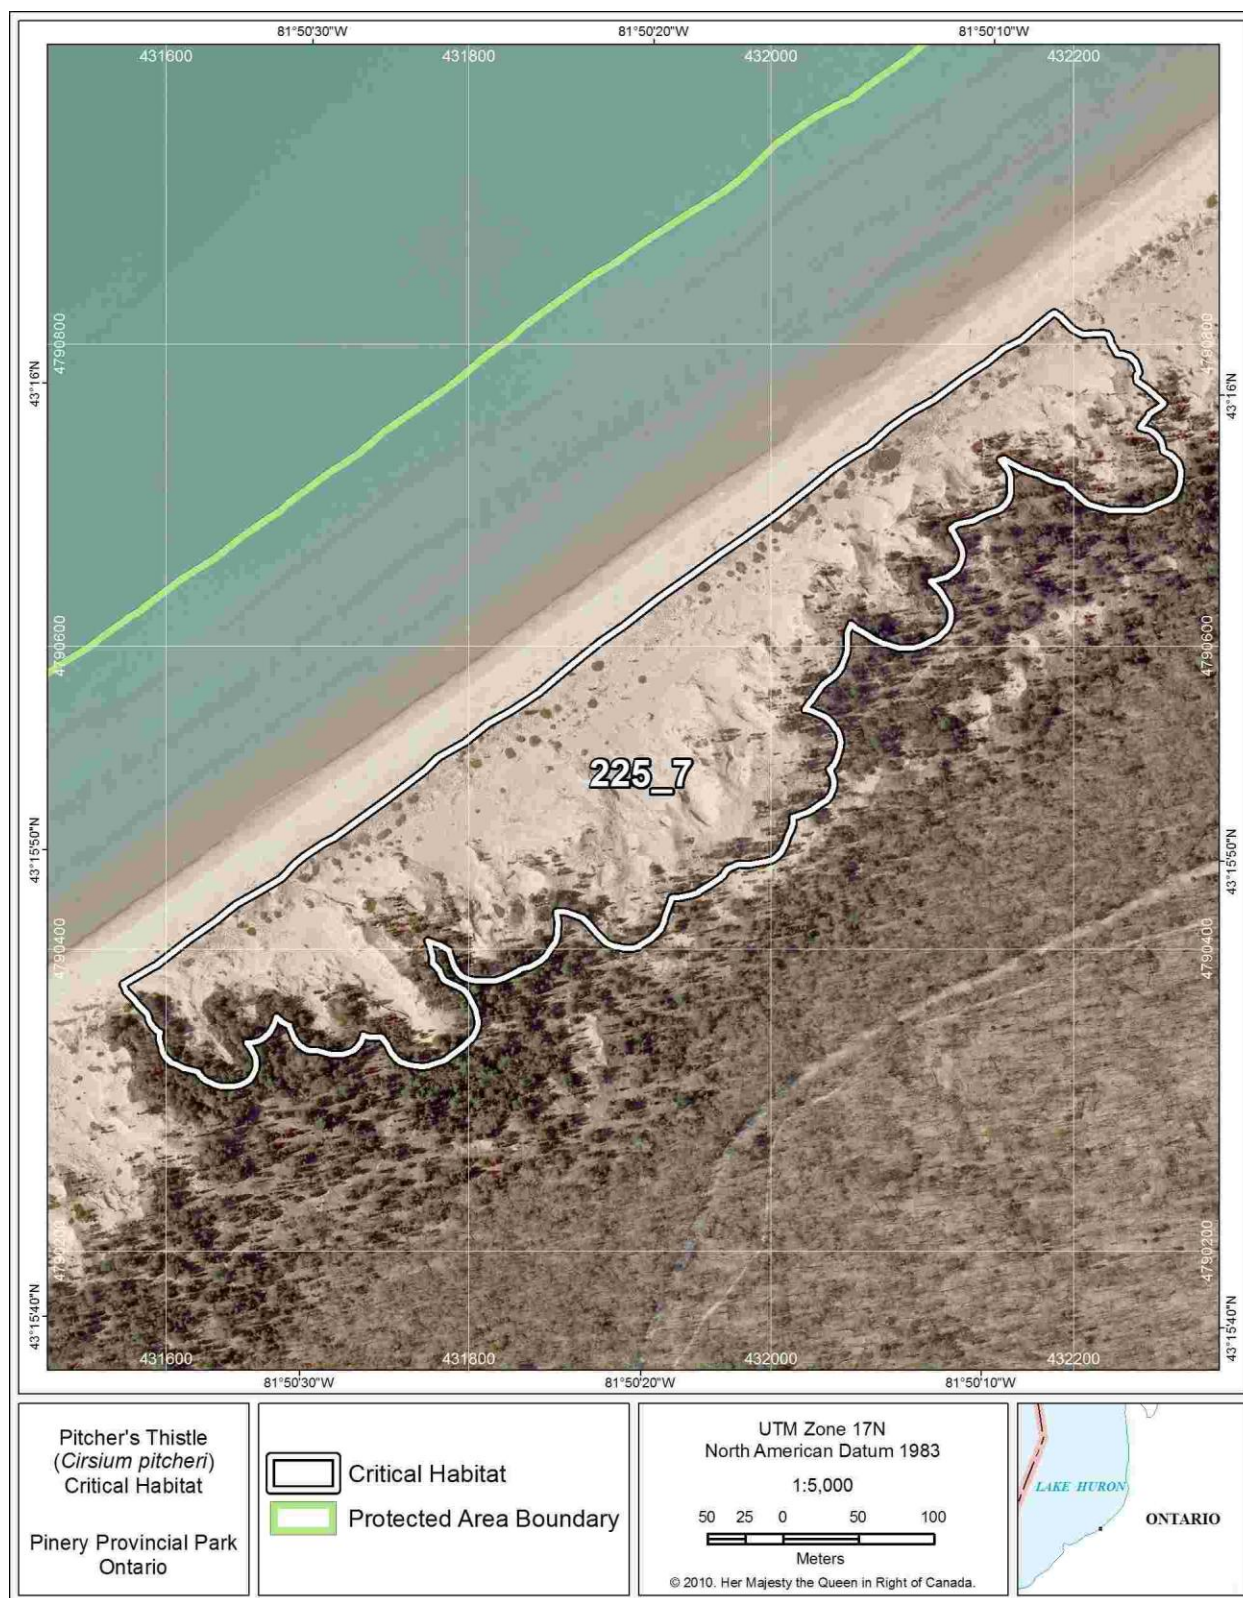 81°50'30"W 81°50'20"W 81°50'10"W
431600 431800 432000 432200
4790800 4790800
43°16'N 43°16'N
4790600 4790600
225_7
43°15'50"N 43°15'50"N
4790400 4790400
4790200 4790200
43°15'40"N 43°15'40"N
431600 431800 432000 432200
81°50'30"W 81°50'20"W 81°50'10"W
Pitcher's Thistle
(Cirsium pitcheri)
Critical Habitat
Pinery Provincial Park
Ontario
Critical Habitat
Protected Area Boundary
UTM Zone 17N
North American Datum 1983
1:5,000
50 25 0 50 100
Meters
© 2010. Her Majesty the Queen in Right of Canada.
LAKE HURON
ONTARIO